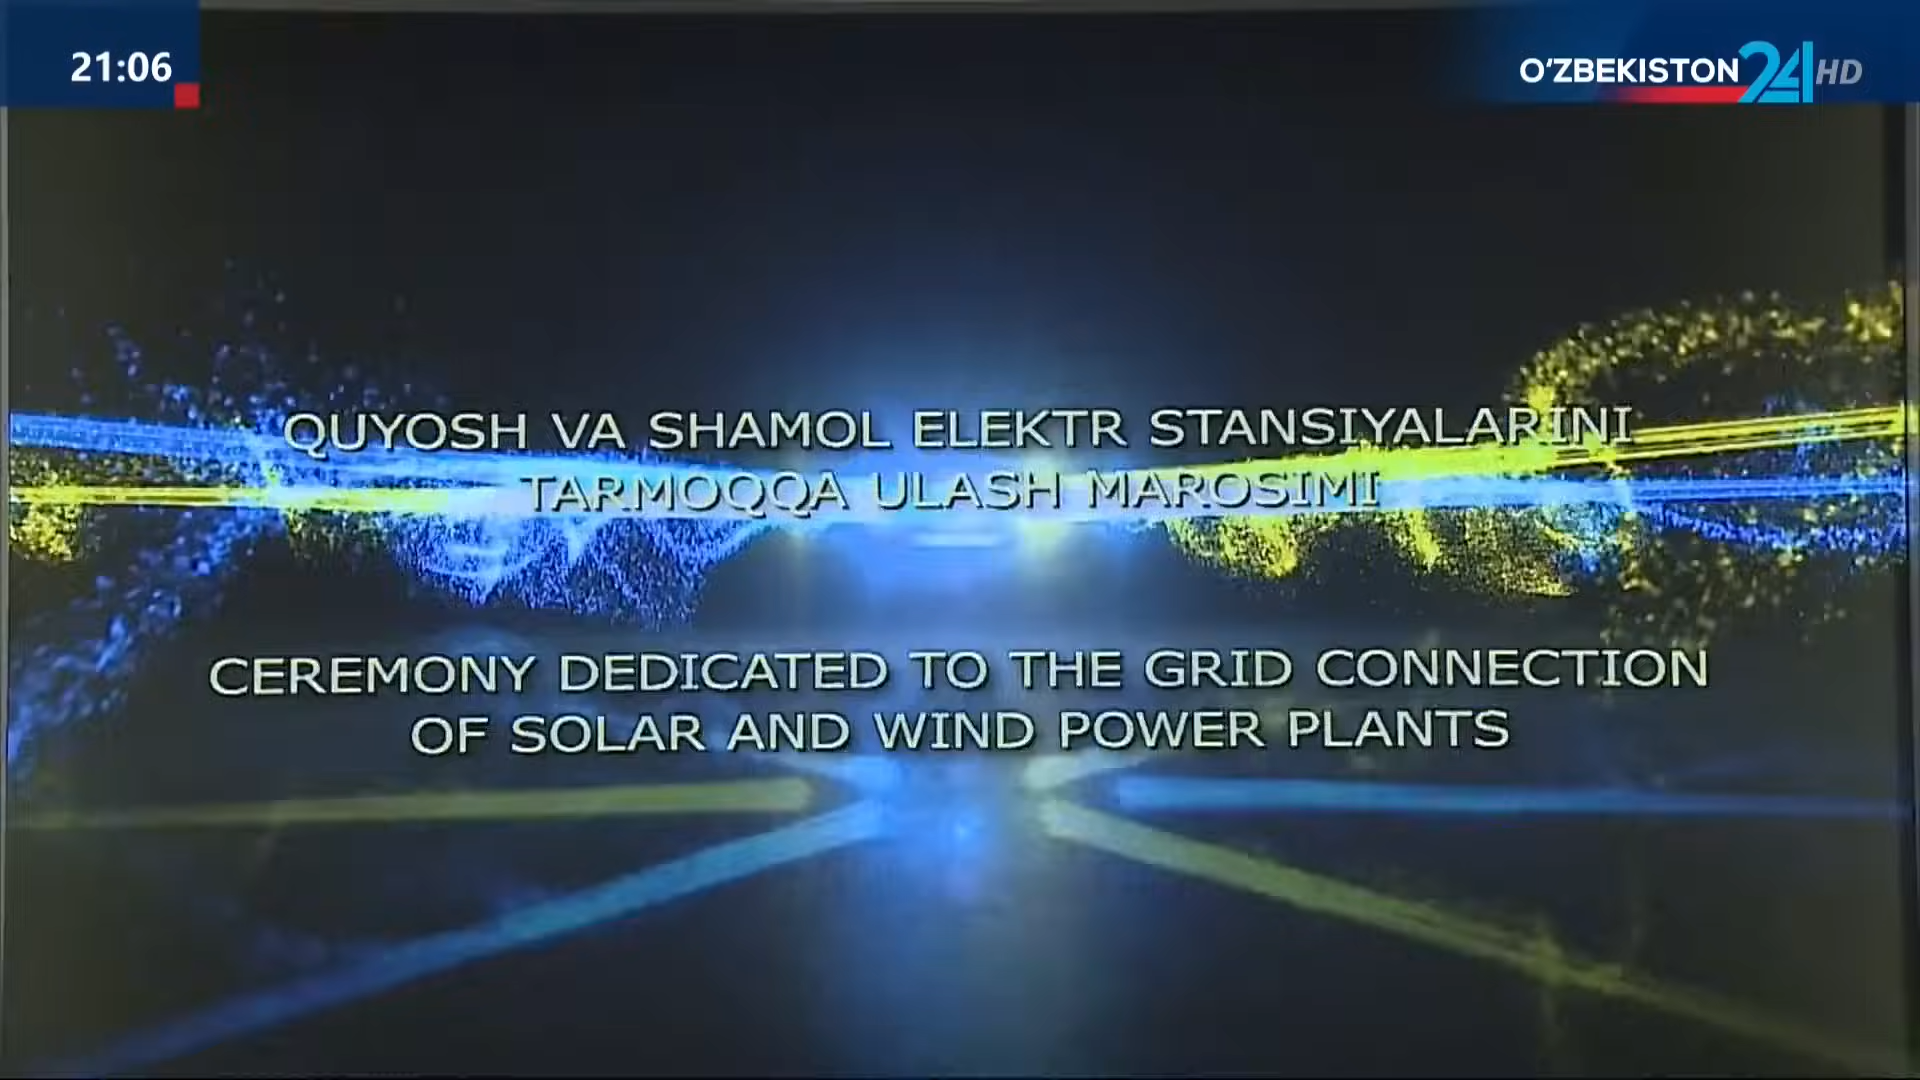 21:06
O‘ZBEKISTON 24 HD
QUYOSH VA SHAMOL ELEKTR STANSIYALARINI
TARMOQQA ULASH MAROSIMI
CEREMONY DEDICATED TO THE GRID CONNECTION
OF SOLAR AND WIND POWER PLANTS